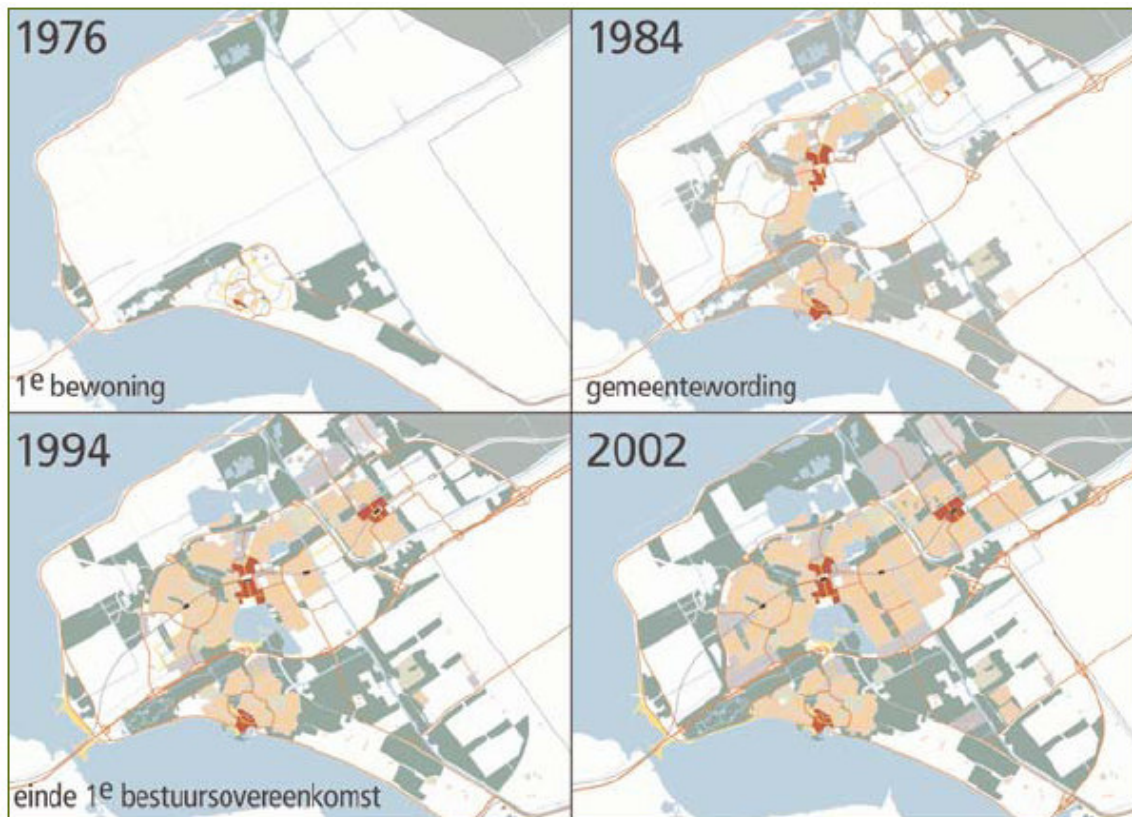 1976
1e bewoning
1984
gemeentewording
1994
einde 1e bestuursovereenkomst
2002